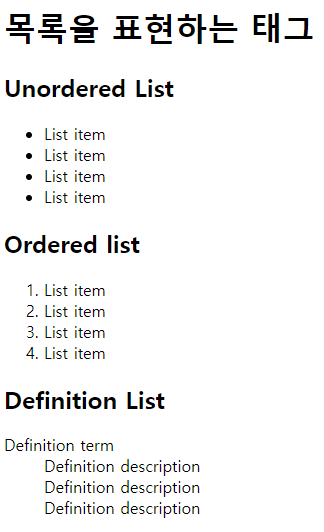 목록을 표현하는 태그
Unordered List
• List item
• List item
• List item
• List item
Ordered list
1. List item
2. List item
3. List item
4. List item
Definition List
Definition term
Definition description
Definition description
Definition description